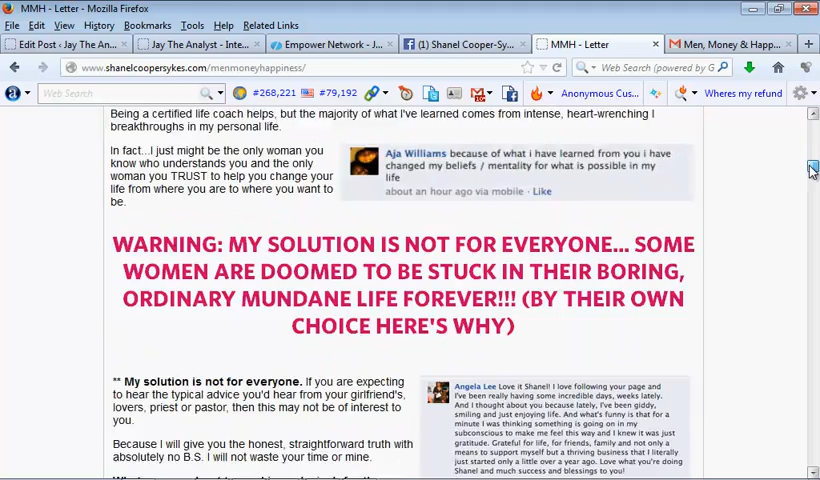 MMH - Letter - Mozilla Firefox
File Edit View Bookmarks Tools Help Related Links
Edit Post ‹ Jay The An... × Jay The Analyst - Inte... × Empower Network - J... × (1) Shanel Cooper-Sy... × MMH - Letter × Men, Money & Happ... ×
www.shanelcoopersykes.com/menmoneyhappiness/ Web Search (powered by G
Web Search #268,221 #79,192 Anonymous Cus... Wheres my refund
Being a certified life coach helps, but the majority of what I've learned comes from intense, heart-wrenching l
breakthroughs in my personal life.
In fact...I just might be the only woman you
know who understands you and the only
woman you TRUST to help you change your
life from where you are to where you want to
be.
Aja Williams because of what i have learned from you i have
changed my beliefs / mentality for what is possible in my
life
about an hour ago via mobile · Like
WARNING: MY SOLUTION IS NOT FOR EVERYONE... SOME
WOMEN ARE DOOMED TO BE STUCK IN THEIR BORING,
ORDINARY MUNDANE LIFE FOREVER!!! (BY THEIR OWN
CHOICE HERE'S WHY)
** My solution is not for everyone. If you are expecting
to hear the typical advice you'd hear from your girlfriend's,
lovers, priest or pastor, then this may not be of interest to
you.
Because I will give you the honest, straightforward truth with
absolutely no B.S. I will not waste your time or mine.
Angela Lee Love it Shanel! I love following your page and
I've been really having some incredible days, weeks lately.
And I thought about you because lately, I've been giddy,
smiling and just enjoying life. And what's funny is that for a
minute I was thinking something is going on in my
subconscious to make me feel this way and I knew it was just
gratitude. Grateful for life, for friends, family and not only a
means to support myself but a thriving business that I literally
just started only a little over a year ago. Love what you're doing
Shanel and much success and blessings to you!